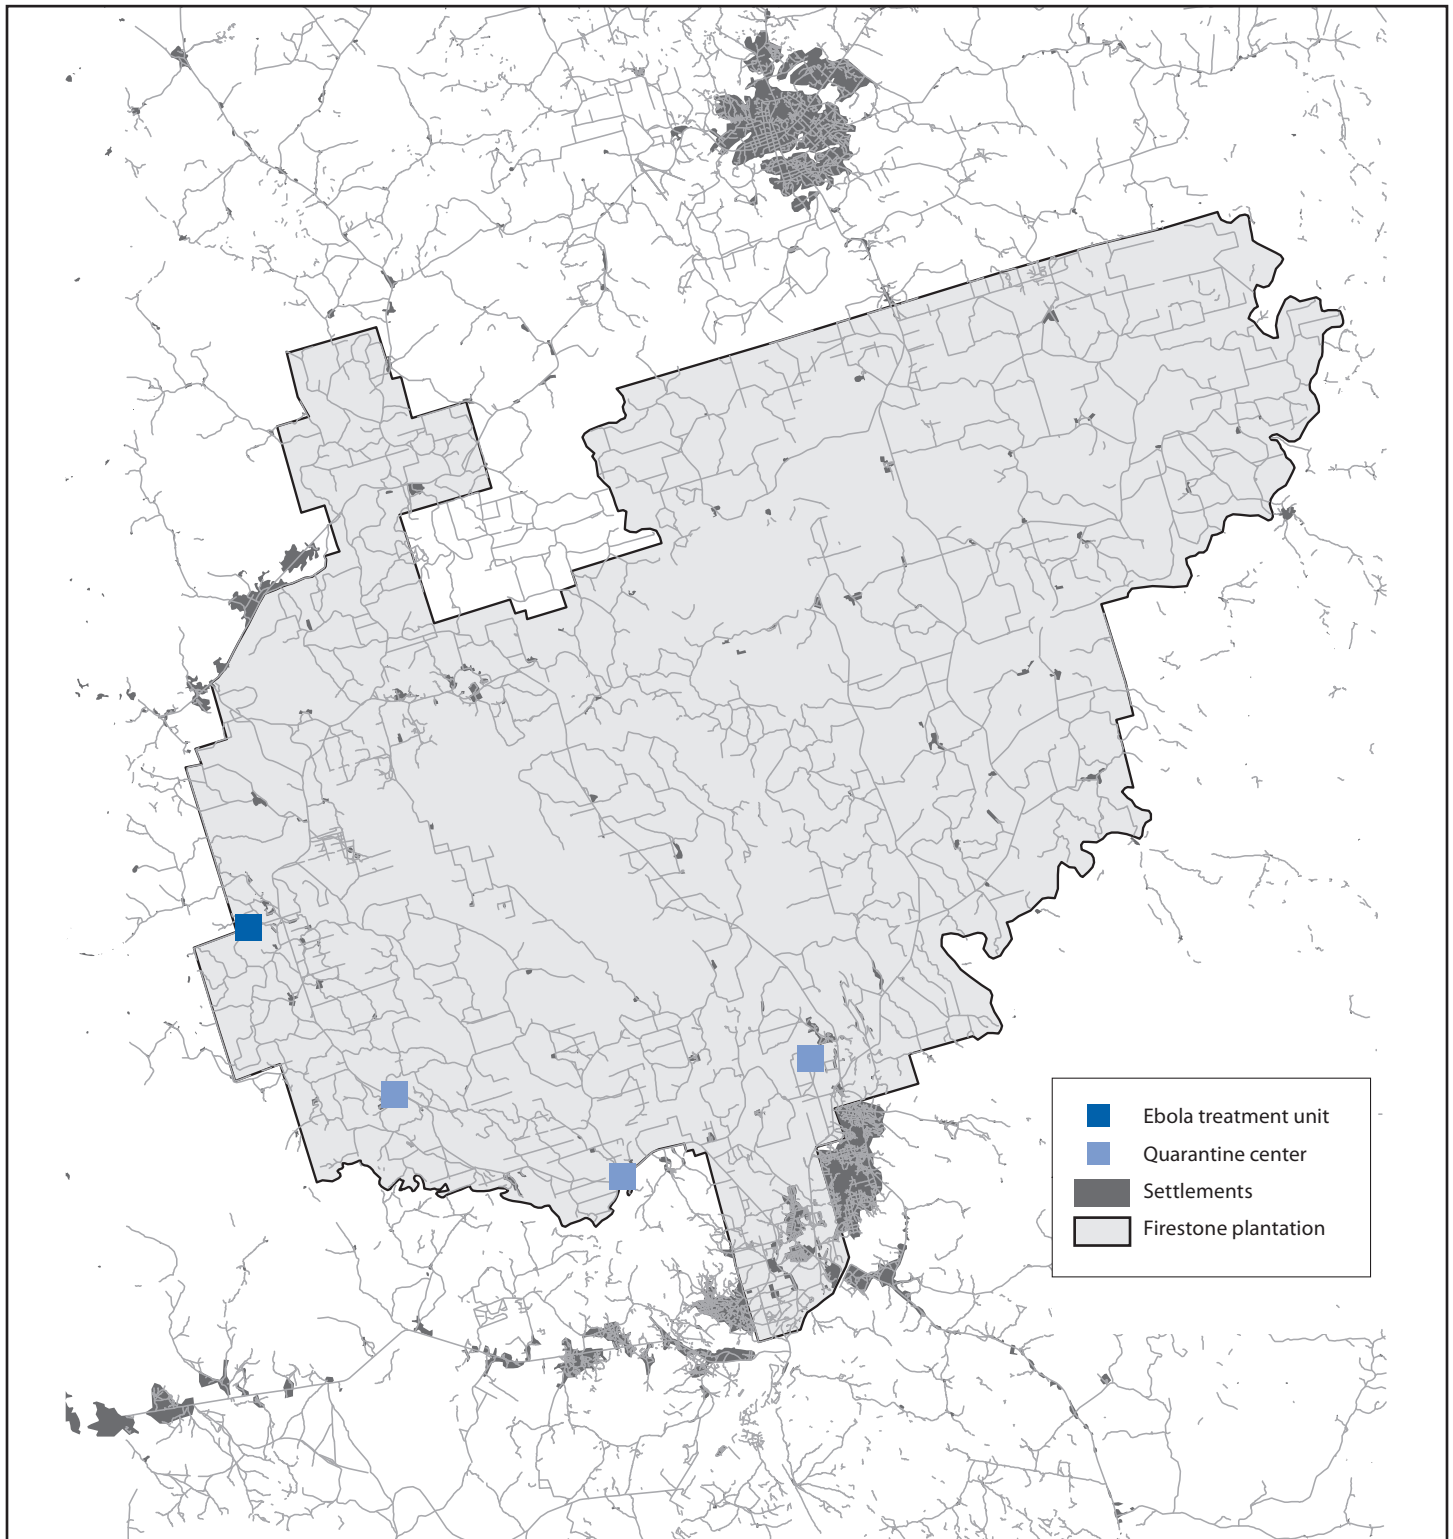 Ebola treatment unit
Quarantine center
Settlements
Firestone plantation